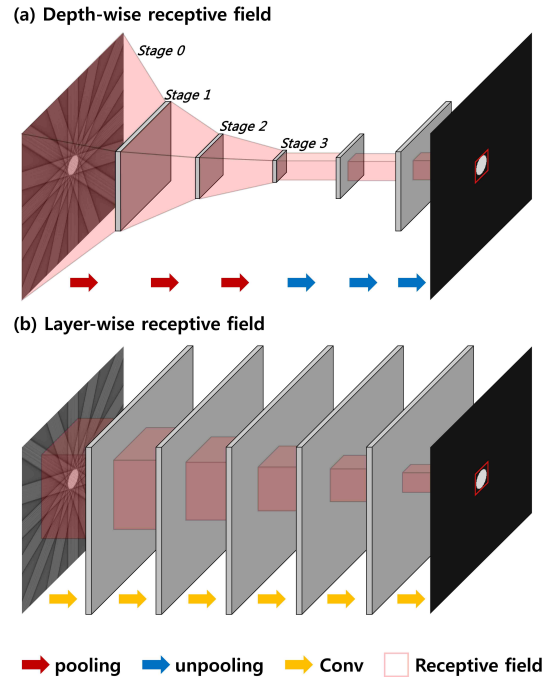 (a) Depth-wise receptive field
Stage 0
Stage 1
Stage 2
Stage 3
(b) Layer-wise receptive field
pooling unpooling Conv Receptive field